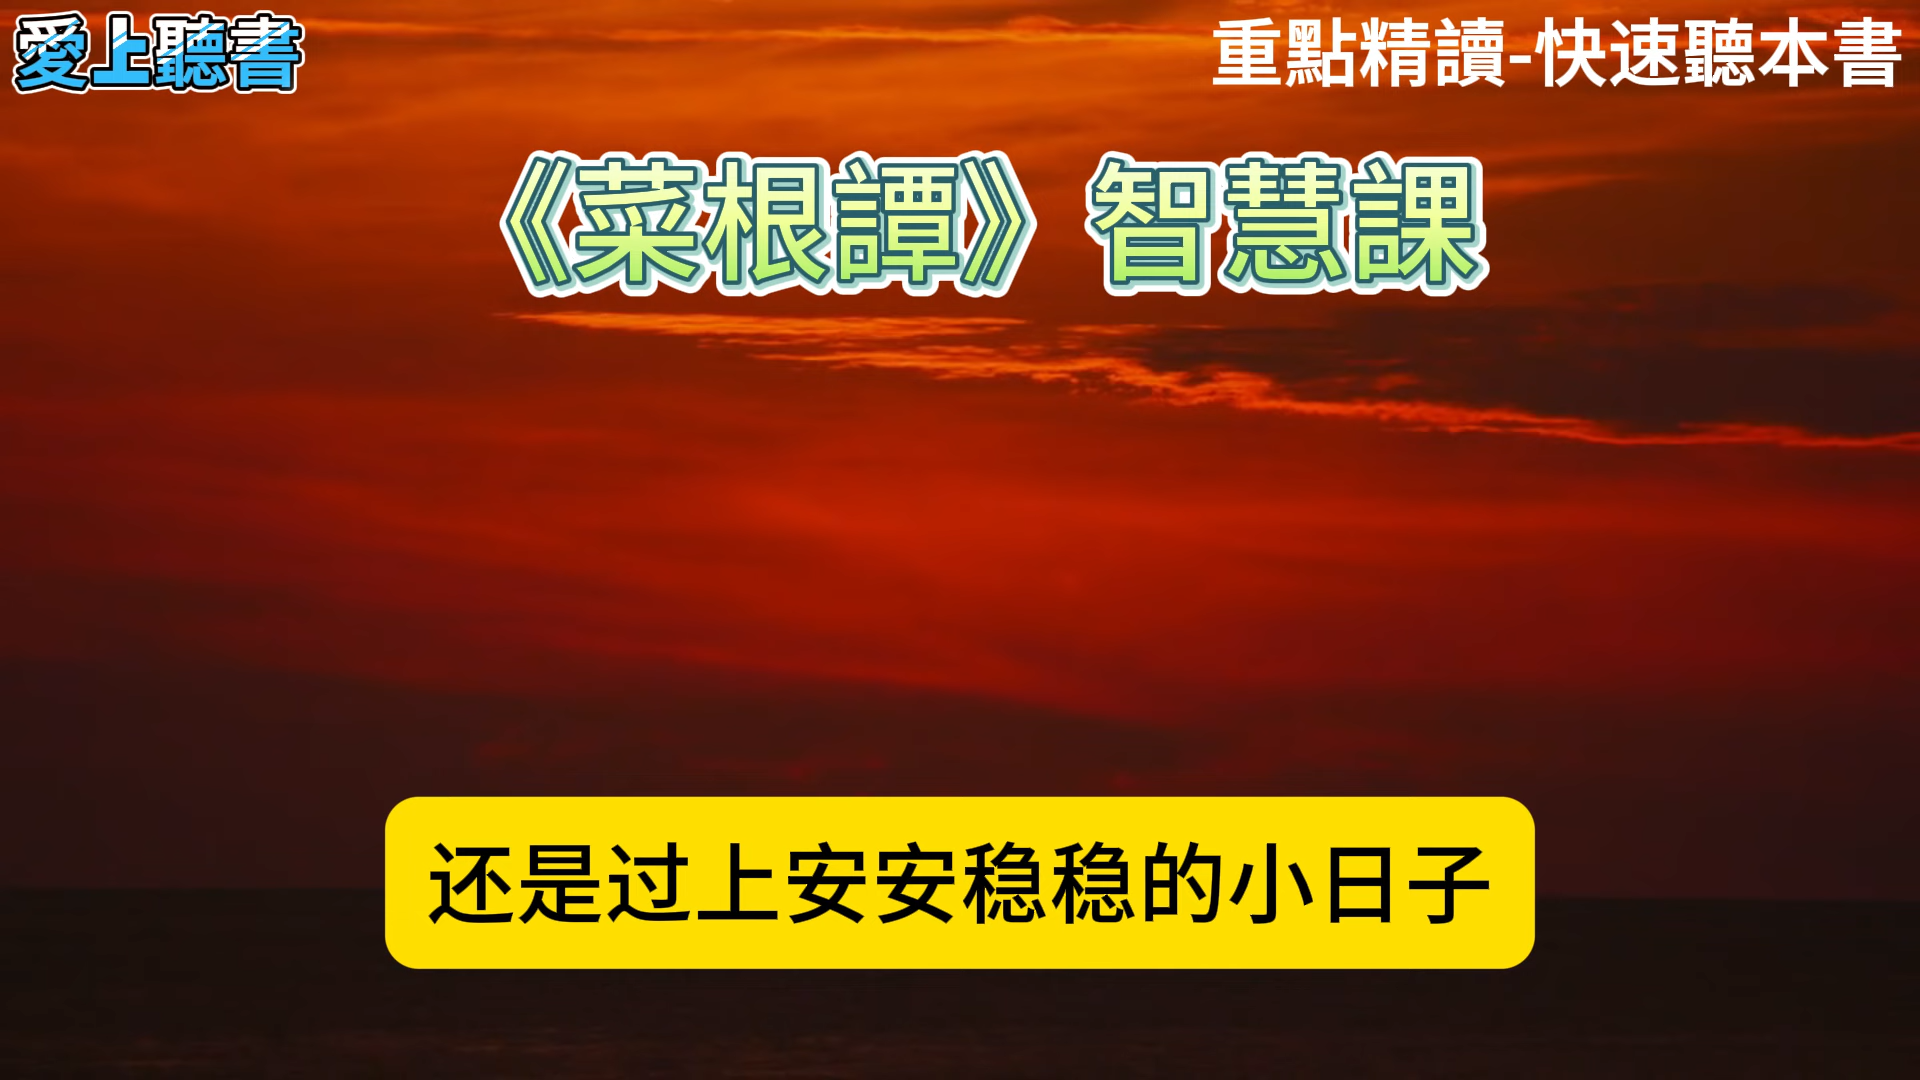 愛上聽書
重點精讀-快速聽本書
《菜根譚》智慧課
还是过上安安稳稳的小日子